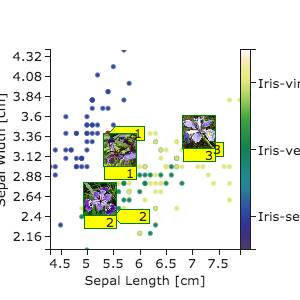 4.32
4.08
3.84
3.6
3.36
3.12
2.88
2.64
2.4
2.16
Sepal Width [cm]
4.5 5 5.5 6 6.5 7 7.5
Sepal Length [cm]
1
1
2
2
3
3
Iris-vir
Iris-ve
Iris-se